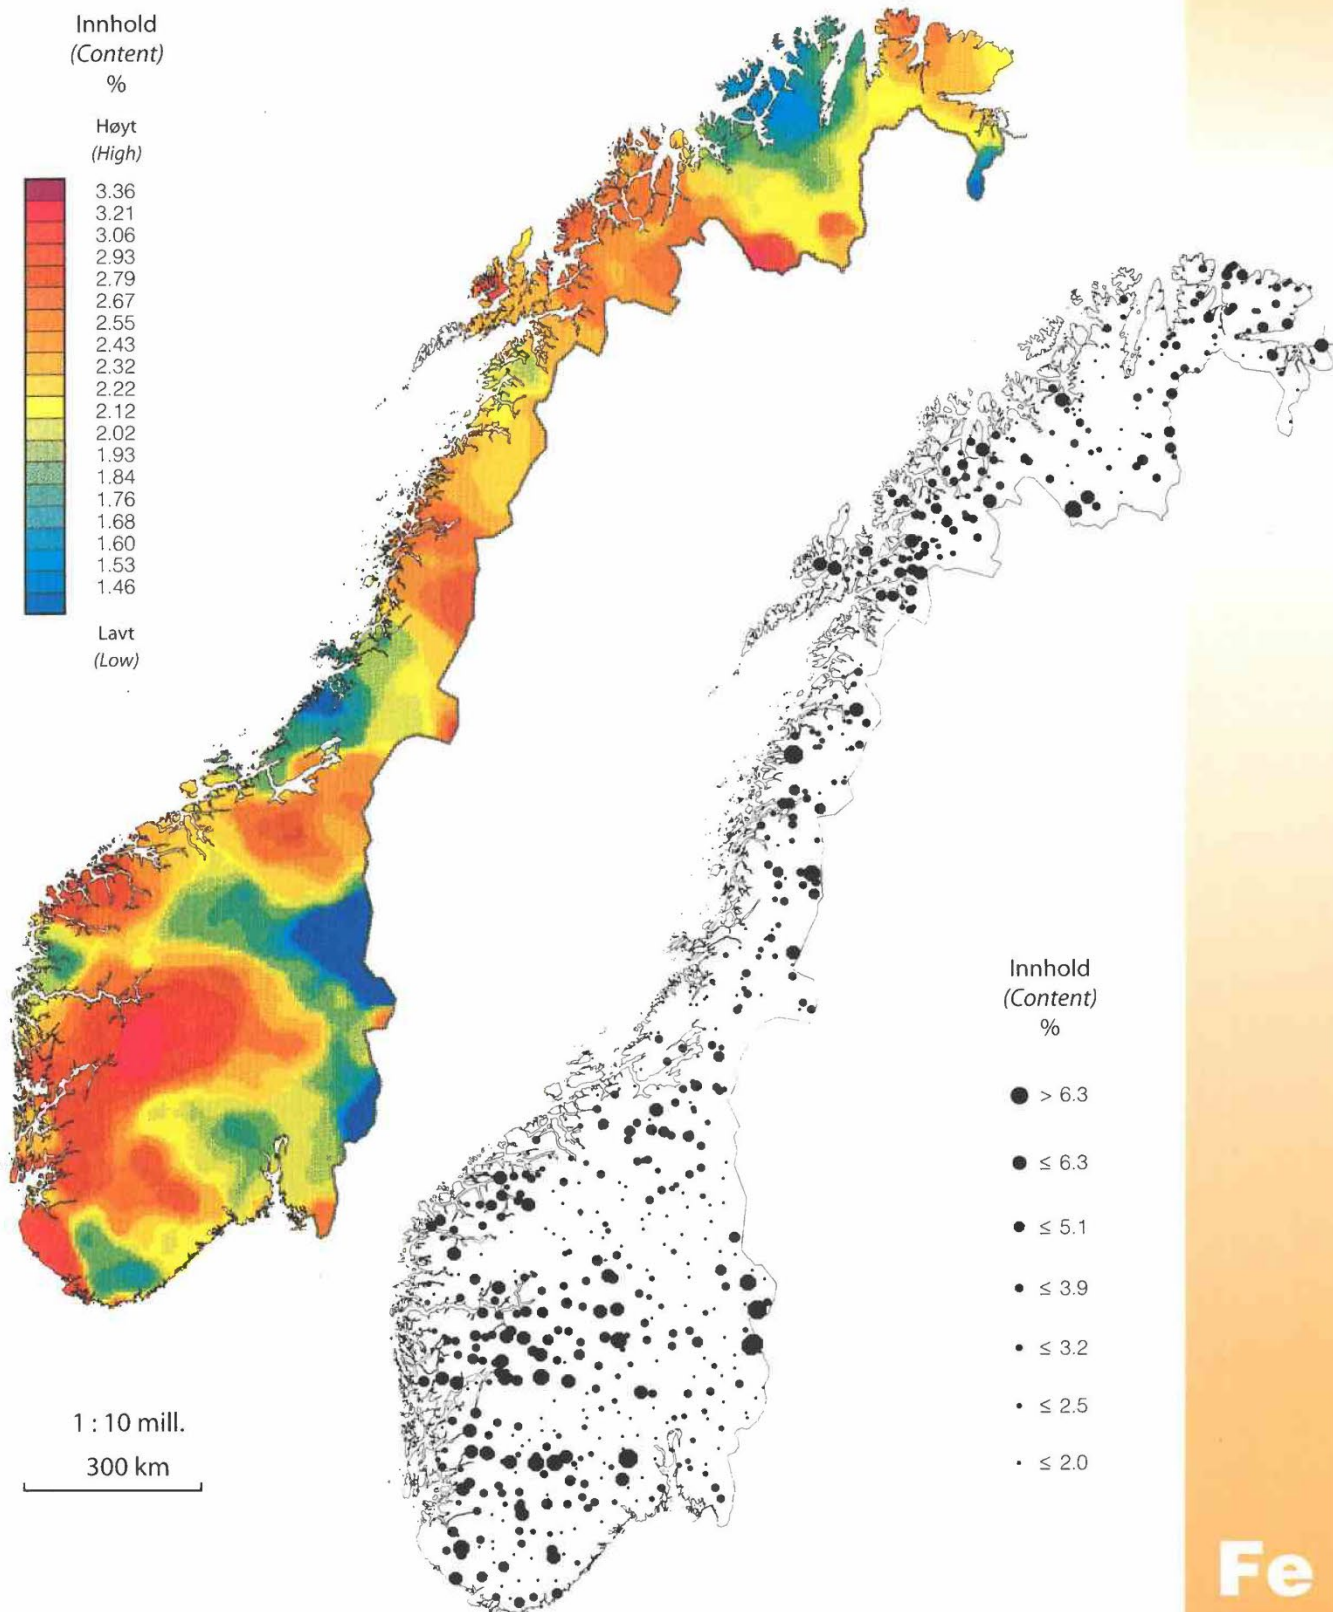 Innhold
(Content)
%
Høyt
(High)
3.36
3.21
3.06
2.93
2.79
2.67
2.55
2.43
2.32
2.22
2.12
2.02
1.93
1.84
1.76
1.68
1.60
1.53
1.46
Lavt
(Low)
1 : 10 mill.
300 km
Innhold
(Content)
%
> 6.3
≤ 6.3
≤ 5.1
≤ 3.9
≤ 3.2
≤ 2.5
≤ 2.0
Fe